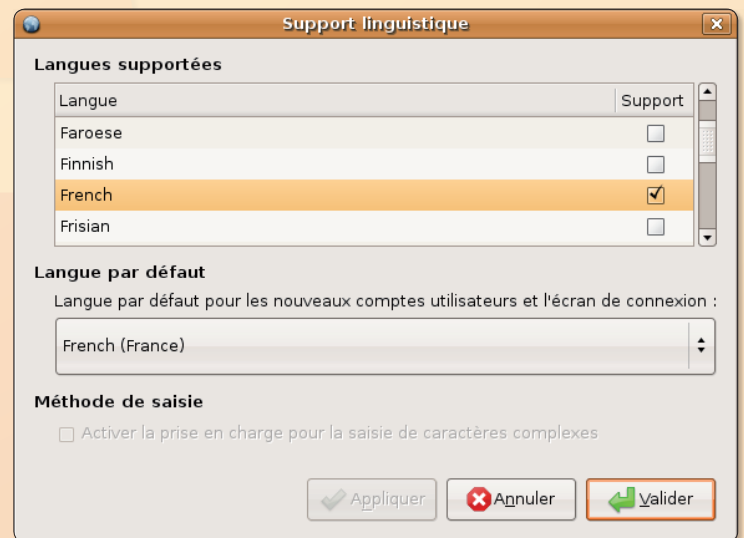 Support linguistique
Langues supportées
Langue Support
Faroese
Finnish
French
Frisian
Langue par défaut
Langue par défaut pour les nouveaux comptes utilisateurs et l'écran de connexion :
French (France)
Méthode de saisie
Activer la prise en charge pour la saisie de caractères complexes
Appliquer Annuler Valider